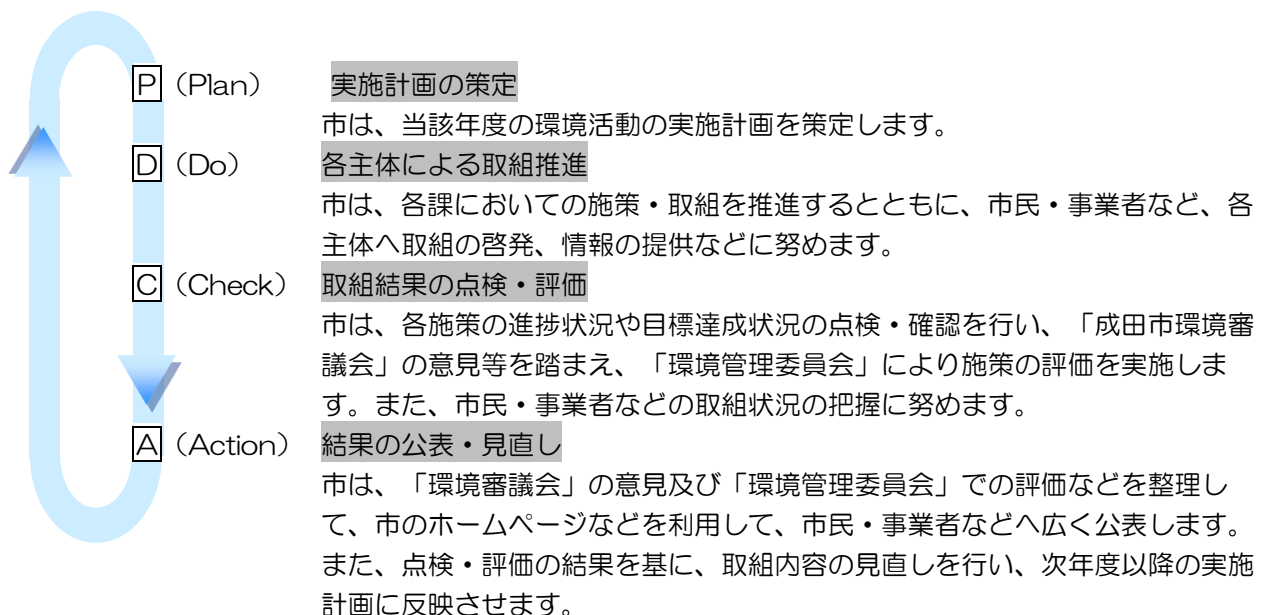 P（Plan） 実施計画の策定
市は、当該年度の環境活動の実施計画を策定します。
D（Do） 各主体による取組推進
市は、各課においての施策・取組を推進するとともに、市民・事業者など、各
主体へ取組の啓発、情報の提供などに努めます。
C（Check） 取組結果の点検・評価
市は、各施策の進捗状況や目標達成状況の点検・確認を行い、「成田市環境審
議会」の意見等を踏まえ、「環境管理委員会」により施策の評価を実施しま
す。また、市民・事業者などの取組状況の把握に努めます。
A（Action） 結果の公表・見直し
市は、「環境審議会」の意見及び「環境管理委員会」での評価などを整理し
て、市のホームページなどを利用して、市民・事業者などへ広く公表します。
また、点検・評価の結果を基に、取組内容の見直しを行い、次年度以降の実施
計画に反映させます。